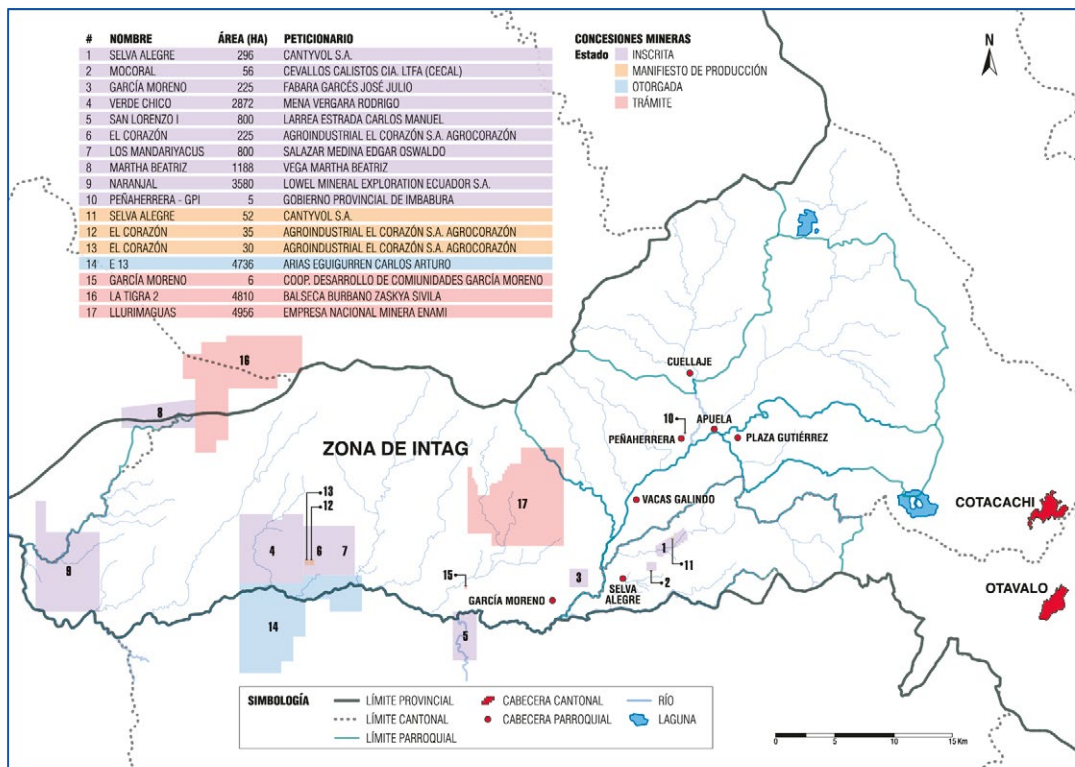 # NOMBRE ÁREA (HA) PETICIONARIO
1 SELVA ALEGRE 296 CANTYVOL S.A.
2 MOCORAL 56 CEVALLOS CALISTOS CIA. LTFA (CECAL)
3 GARCÍA MORENO 225 FABARA GARCÉS JOSÉ JULIO
4 VERDE CHICO 2872 MENA VERGARA RODRIGO
5 SAN LORENZO I 800 LARREA ESTRADA CARLOS MANUEL
6 EL CORAZÓN 225 AGROINDUSTRIAL EL CORAZÓN S.A. AGROCORAZÓN
7 LOS MANDARIYACUS 800 SALAZAR MEDINA EDGAR OSWALDO
8 MARTHA BEATRIZ 1188 VEGA MARTHA BEATRIZ
9 NARANJAL 3580 LOWEL MINERAL EXPLORATION ECUADOR S.A.
10 PEÑAHERRERA - GPI 5 GOBIERNO PROVINCIAL DE IMBABURA
11 SELVA ALEGRE 52 CANTYVOL S.A.
12 EL CORAZÓN 35 AGROINDUSTRIAL EL CORAZÓN S.A. AGROCORAZÓN
13 EL CORAZÓN 30 AGROINDUSTRIAL EL CORAZÓN S.A. AGROCORAZÓN
14 E 13 4736 ARIAS EGUIGURREN CARLOS ARTURO
15 GARCÍA MORENO 6 COOP. DESARROLLO DE COMIUNIDADES GARCÍA MORENO
16 LA TIGRA 2 4810 BALSECA BURBANO ZASKYA SIVILA
17 LLURIMAGUAS 4956 EMPRESA NACIONAL MINERA ENAMI
CONCESIONES MINERAS
Estado INSCRITA
MANIFIESTO DE PRODUCCIÓN
OTORGADA
TRÁMITE
N
16
CUELLAJE
8
10
APUELA
PEÑAHERRERA
PLAZA GUTIÉRREZ
ZONA DE INTAG
13
12
17
VACAS GALINDO
COTACACHI
4
6
7
1
11
9
15
3
2
SELVA
ALEGRE
GARCÍA MORENO
OTAVALO
14
5
SIMBOLOGÍA
LÍMITE PROVINCIAL
LÍMITE CANTONAL
LÍMITE PARROQUIAL
CABECERA CANTONAL
CABECERA PARROQUIAL
RÍO
LAGUNA
0 5 10 15 Km